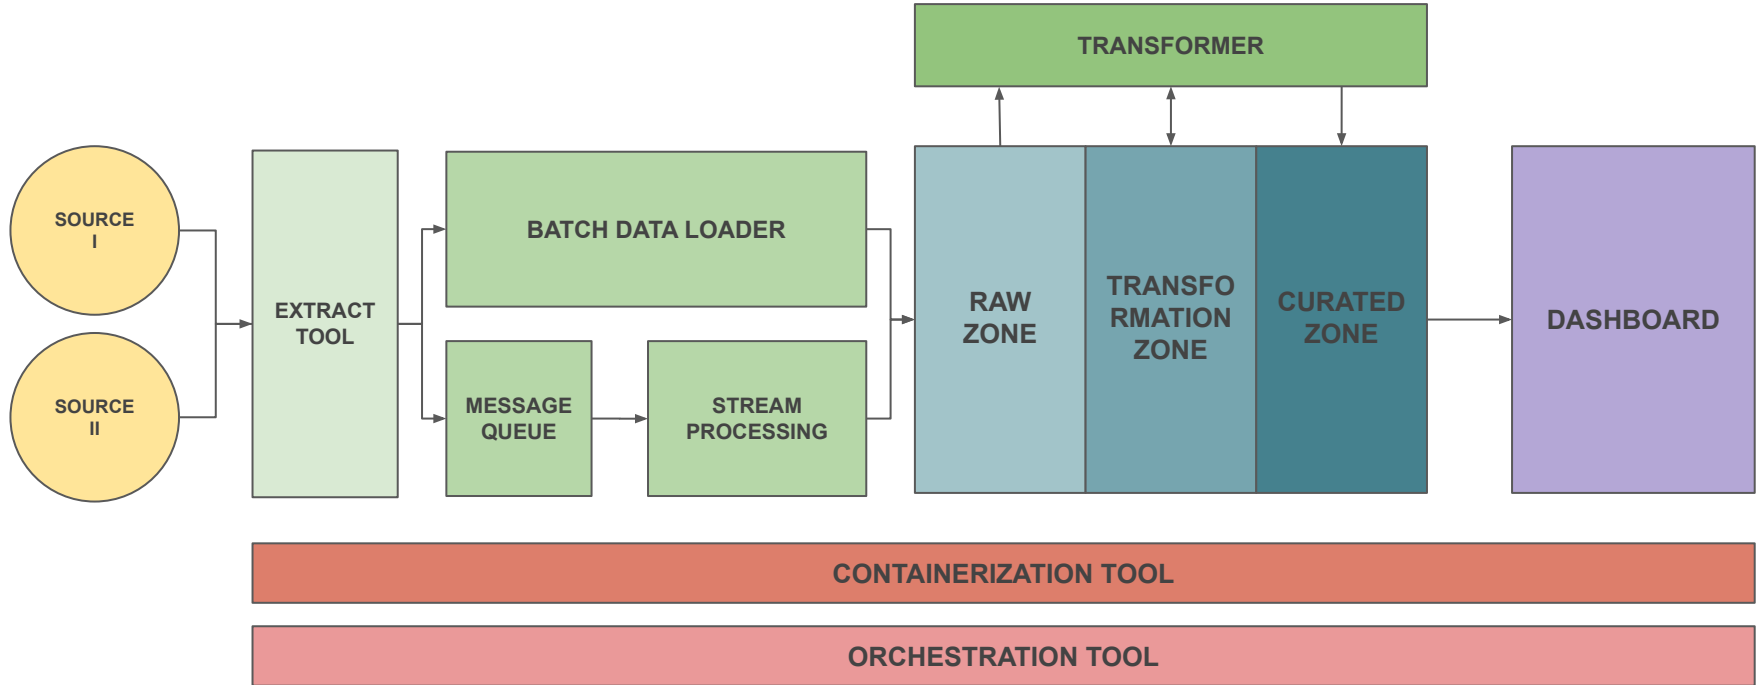 TRANSFORMER
SOURCE
I
SOURCE
II
EXTRACT
TOOL
BATCH DATA LOADER
MESSAGE
QUEUE
STREAM
PROCESSING
RAW
ZONE
TRANSFO
RMATION
ZONE
CURATED
ZONE
DASHBOARD
CONTAINERIZATION TOOL
ORCHESTRATION TOOL